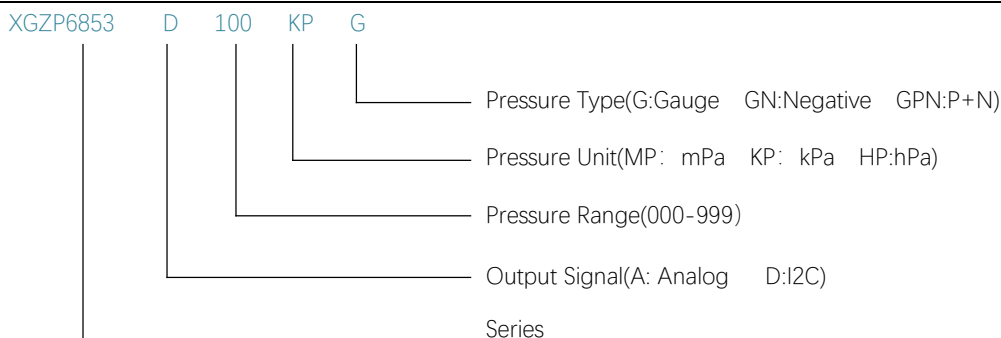 XGZP6853 D 100 KP G
Pressure Type(G:Gauge GN:Negative GPN:P+N)
Pressure Unit(MP： mPa KP： kPa HP:hPa)
Pressure Range(000-999）
Output Signal(A: Analog D:I2C)
Series